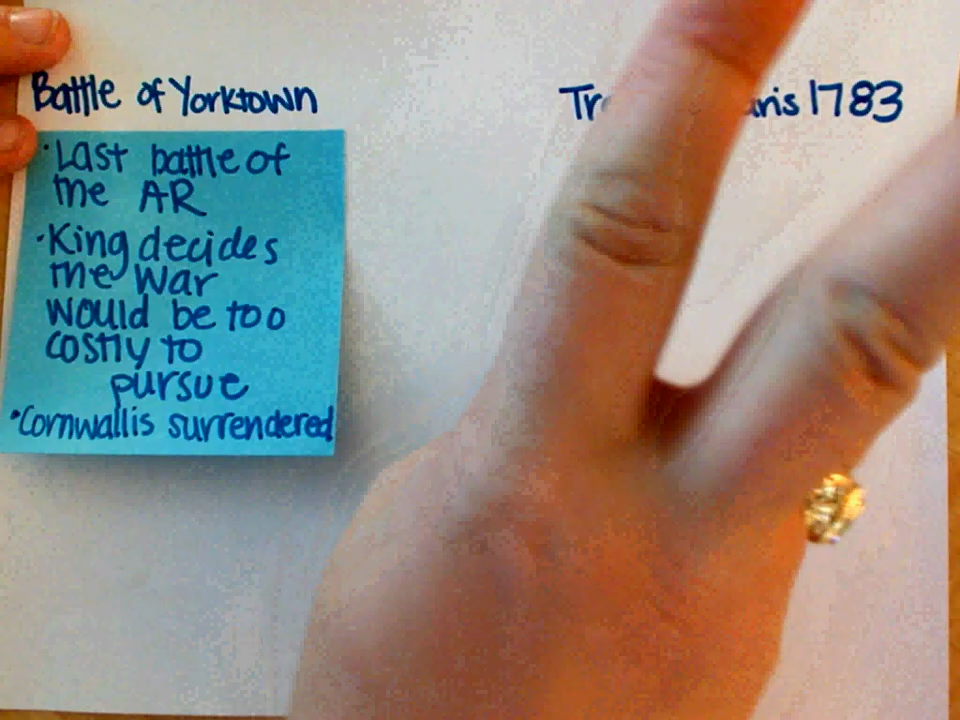 Battle of Yorktown
1783
• Last battle of
the AR
• King decides
the war
would be too
costly to
pursue
• Cornwallis surrendered